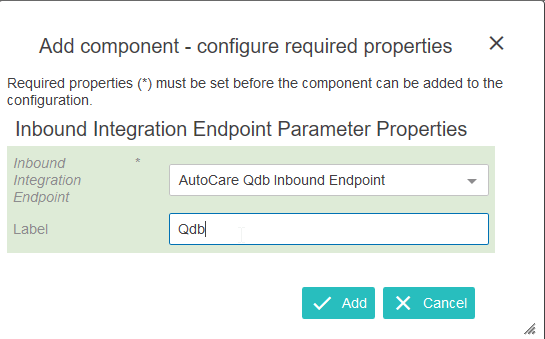 Add component - configure required properties
Required properties (*) must be set before the component can be added to the
configuration.
Inbound Integration Endpoint Parameter Properties
Inbound *
Integration
Endpoint
AutoCare Qdb Inbound Endpoint
Label
Qdb
Add
Cancel